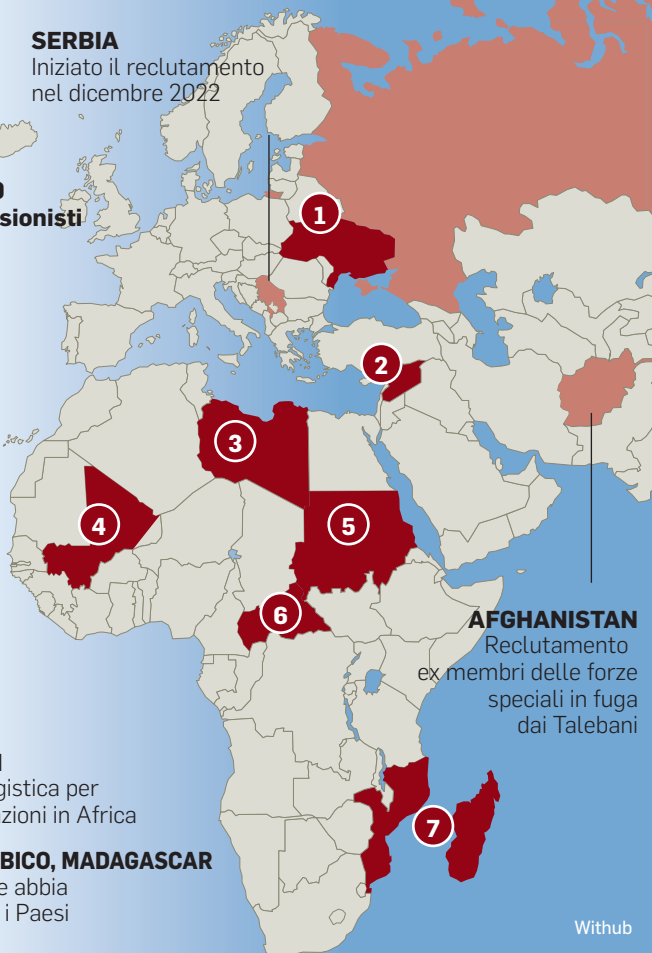 SERBIA
Iniziato il reclutamento
nel dicembre 2022
sionisti
1
2
3
4
5
6
7
AFGHANISTAN
Reclutamento
ex membri delle forze
speciali in fuga
dai Talebani
gistica per
zioni in Africa
BICO, MADAGASCAR
e abbia
i Paesi
Withub